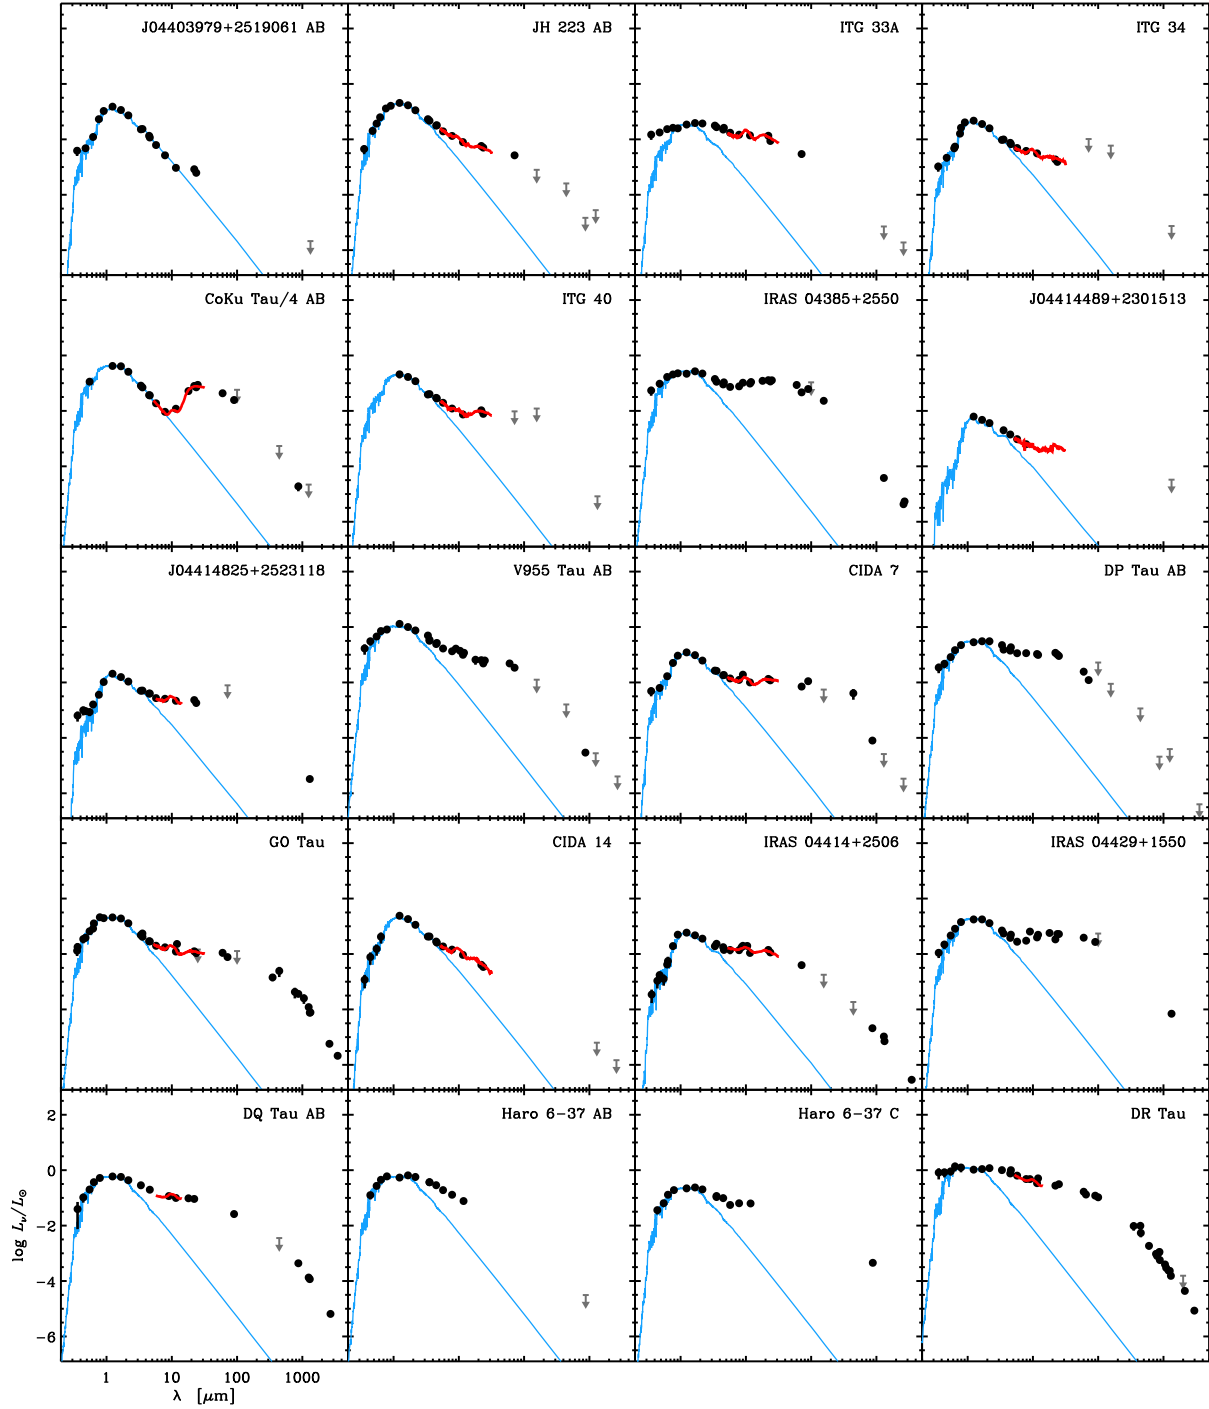 J04403979+2519061 AB
JH 223 AB
ITG 33A
ITG 34
CoKu Tau/4 AB
ITG 40
IRAS 04385+2550
J04414489+2301513
J04414825+2523118
V955 Tau AB
CIDA 7
DP Tau AB
GO Tau
CIDA 14
IRAS 04414+2506
IRAS 04429+1550
DQ Tau AB
Haro 6-37 AB
Haro 6-37 C
DR Tau
2
0
-2
-4
-6
log Lν/L⊙
1 10 100 1000
λ [μm]